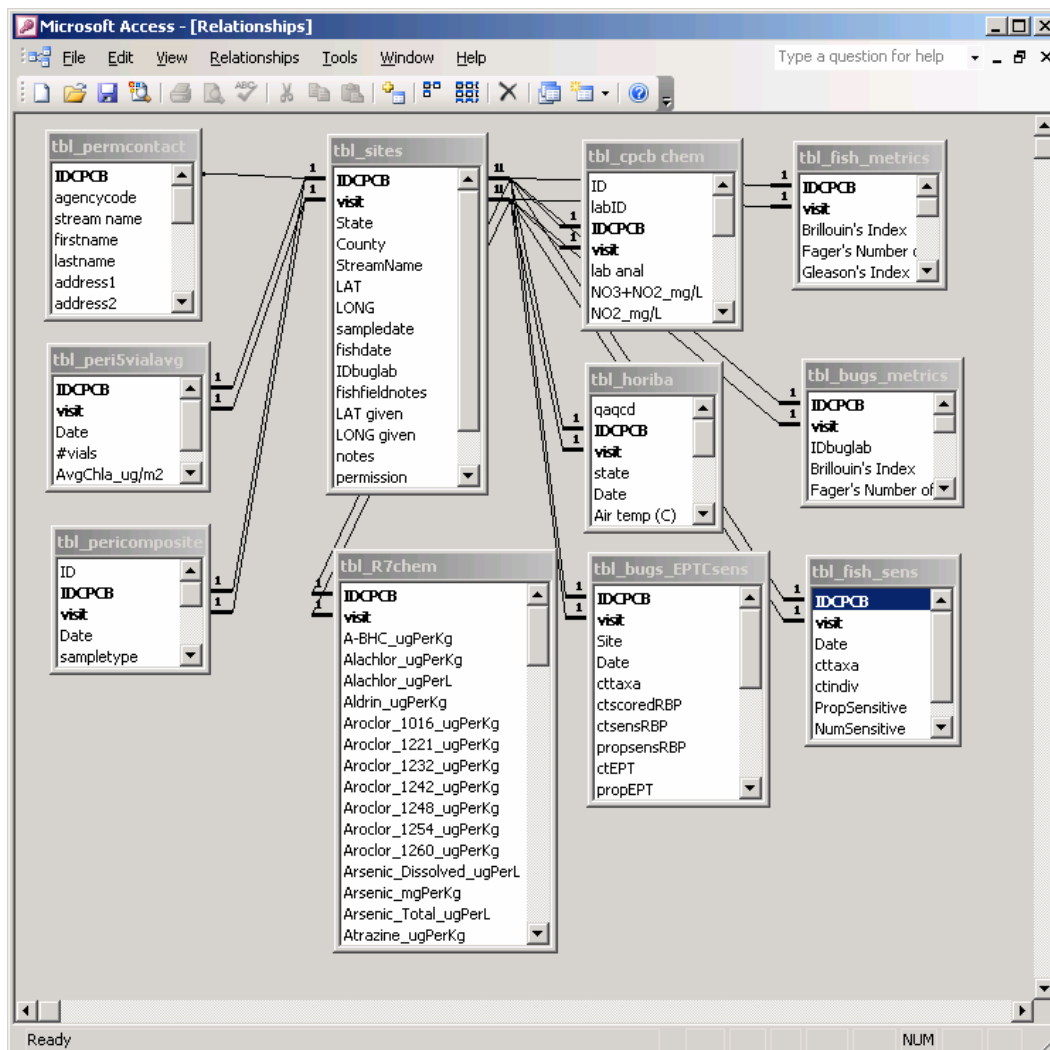 Microsoft Access - [Relationships]
File Edit View Relationships Tools Window Help Type a question for help
tbl_permcontact
IDCPCB
agencycode
stream name
firstname
lastname
address1
address2
tbl_sites
IDCPCB
visit
State
County
StreamName
LAT
LONG
sampledate
fishdate
IDbuglab
fishfieldnotes
LAT given
LONG given
notes
permission
tbl_cpcb chem
ID
labID
IDCPCB
visit
lab anal
NO3+NO2_mg/L
NO2_mg/L
tbl_fish_metrics
IDCPCB
visit
Brillouin's Index
Fager's Number
Gleason's Index
tbl_peri5vialavg
IDCPCB
visit
Date
#vials
AvgChla_ug/m2
tbl_horiba
qaqcd
IDCPCB
visit
state
Date
Air temp (C)
tbl_bugs_metrics
IDCPCB
visit
IDbuglab
Brillouin's Index
Fager's Number of
tbl_pericomposite
ID
IDCPCB
visit
Date
sampletype
tbl_R7chem
IDCPCB
visit
A-BHC_ugPerKg
Alachlor_ugPerKg
Alachlor_ugPerL
Aldrin_ugPerKg
Aroclor_1016_ugPerKg
Aroclor_1221_ugPerKg
Aroclor_1232_ugPerKg
Aroclor_1242_ugPerKg
Aroclor_1248_ugPerKg
Aroclor_1254_ugPerKg
Aroclor_1260_ugPerKg
Arsenic_Dissolved_ugPerL
Arsenic_mgPerKg
Arsenic_Total_ugPerL
Atrazine_ugPerKg
tbl_bugs_EPTCsens
IDCPCB
visit
Site
Date
cttaxa
ctscoredRBP
ctsensRBP
propsensRBP
ctEPT
propEPT
tbl_fish_sens
IDCPCB
visit
Date
cttaxa
ctindiv
PropSensitive
NumSensitive
Ready NUM